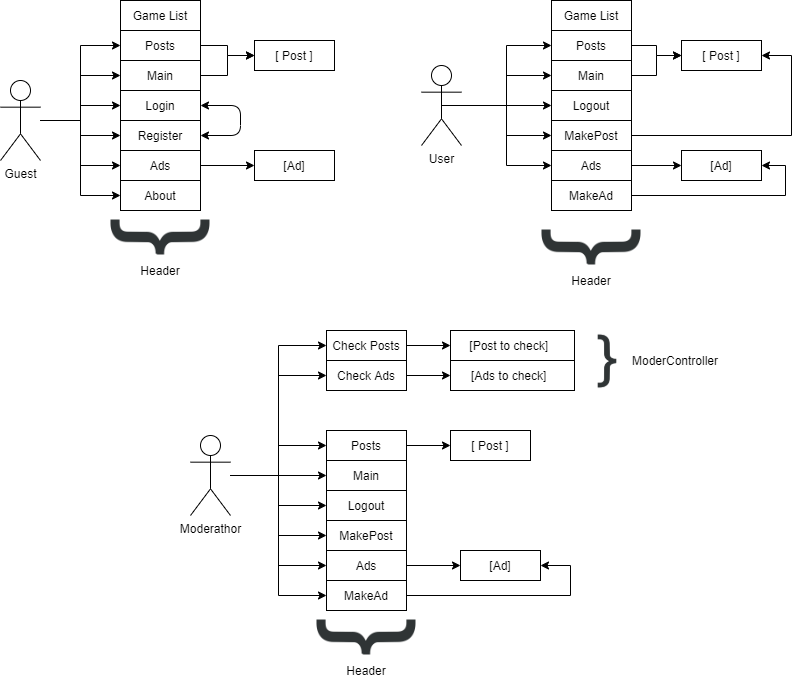 Game List
Posts
Main
Login
Register
Ads
About
[ Post ]
[Ad]
Guest
Header
Game List
Posts
Main
Logout
MakePost
Ads
MakeAd
[ Post ]
[Ad]
User
Header
Check Posts
Check Ads
[Post to check]
[Ads to check]
ModerController
Posts
Main
Logout
MakePost
Ads
MakeAd
[ Post ]
[Ad]
Moderathor
Header